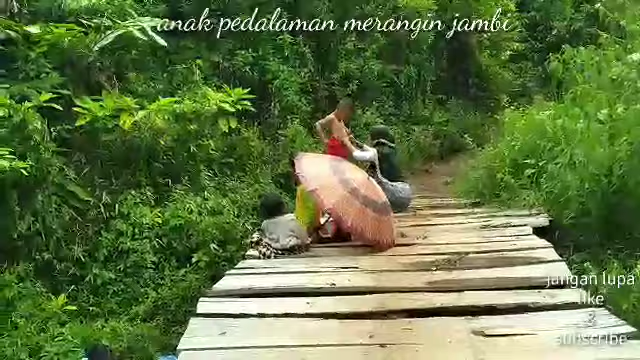 anak pedalaman merangin jambi
jangan lupa
like
&
subscribe